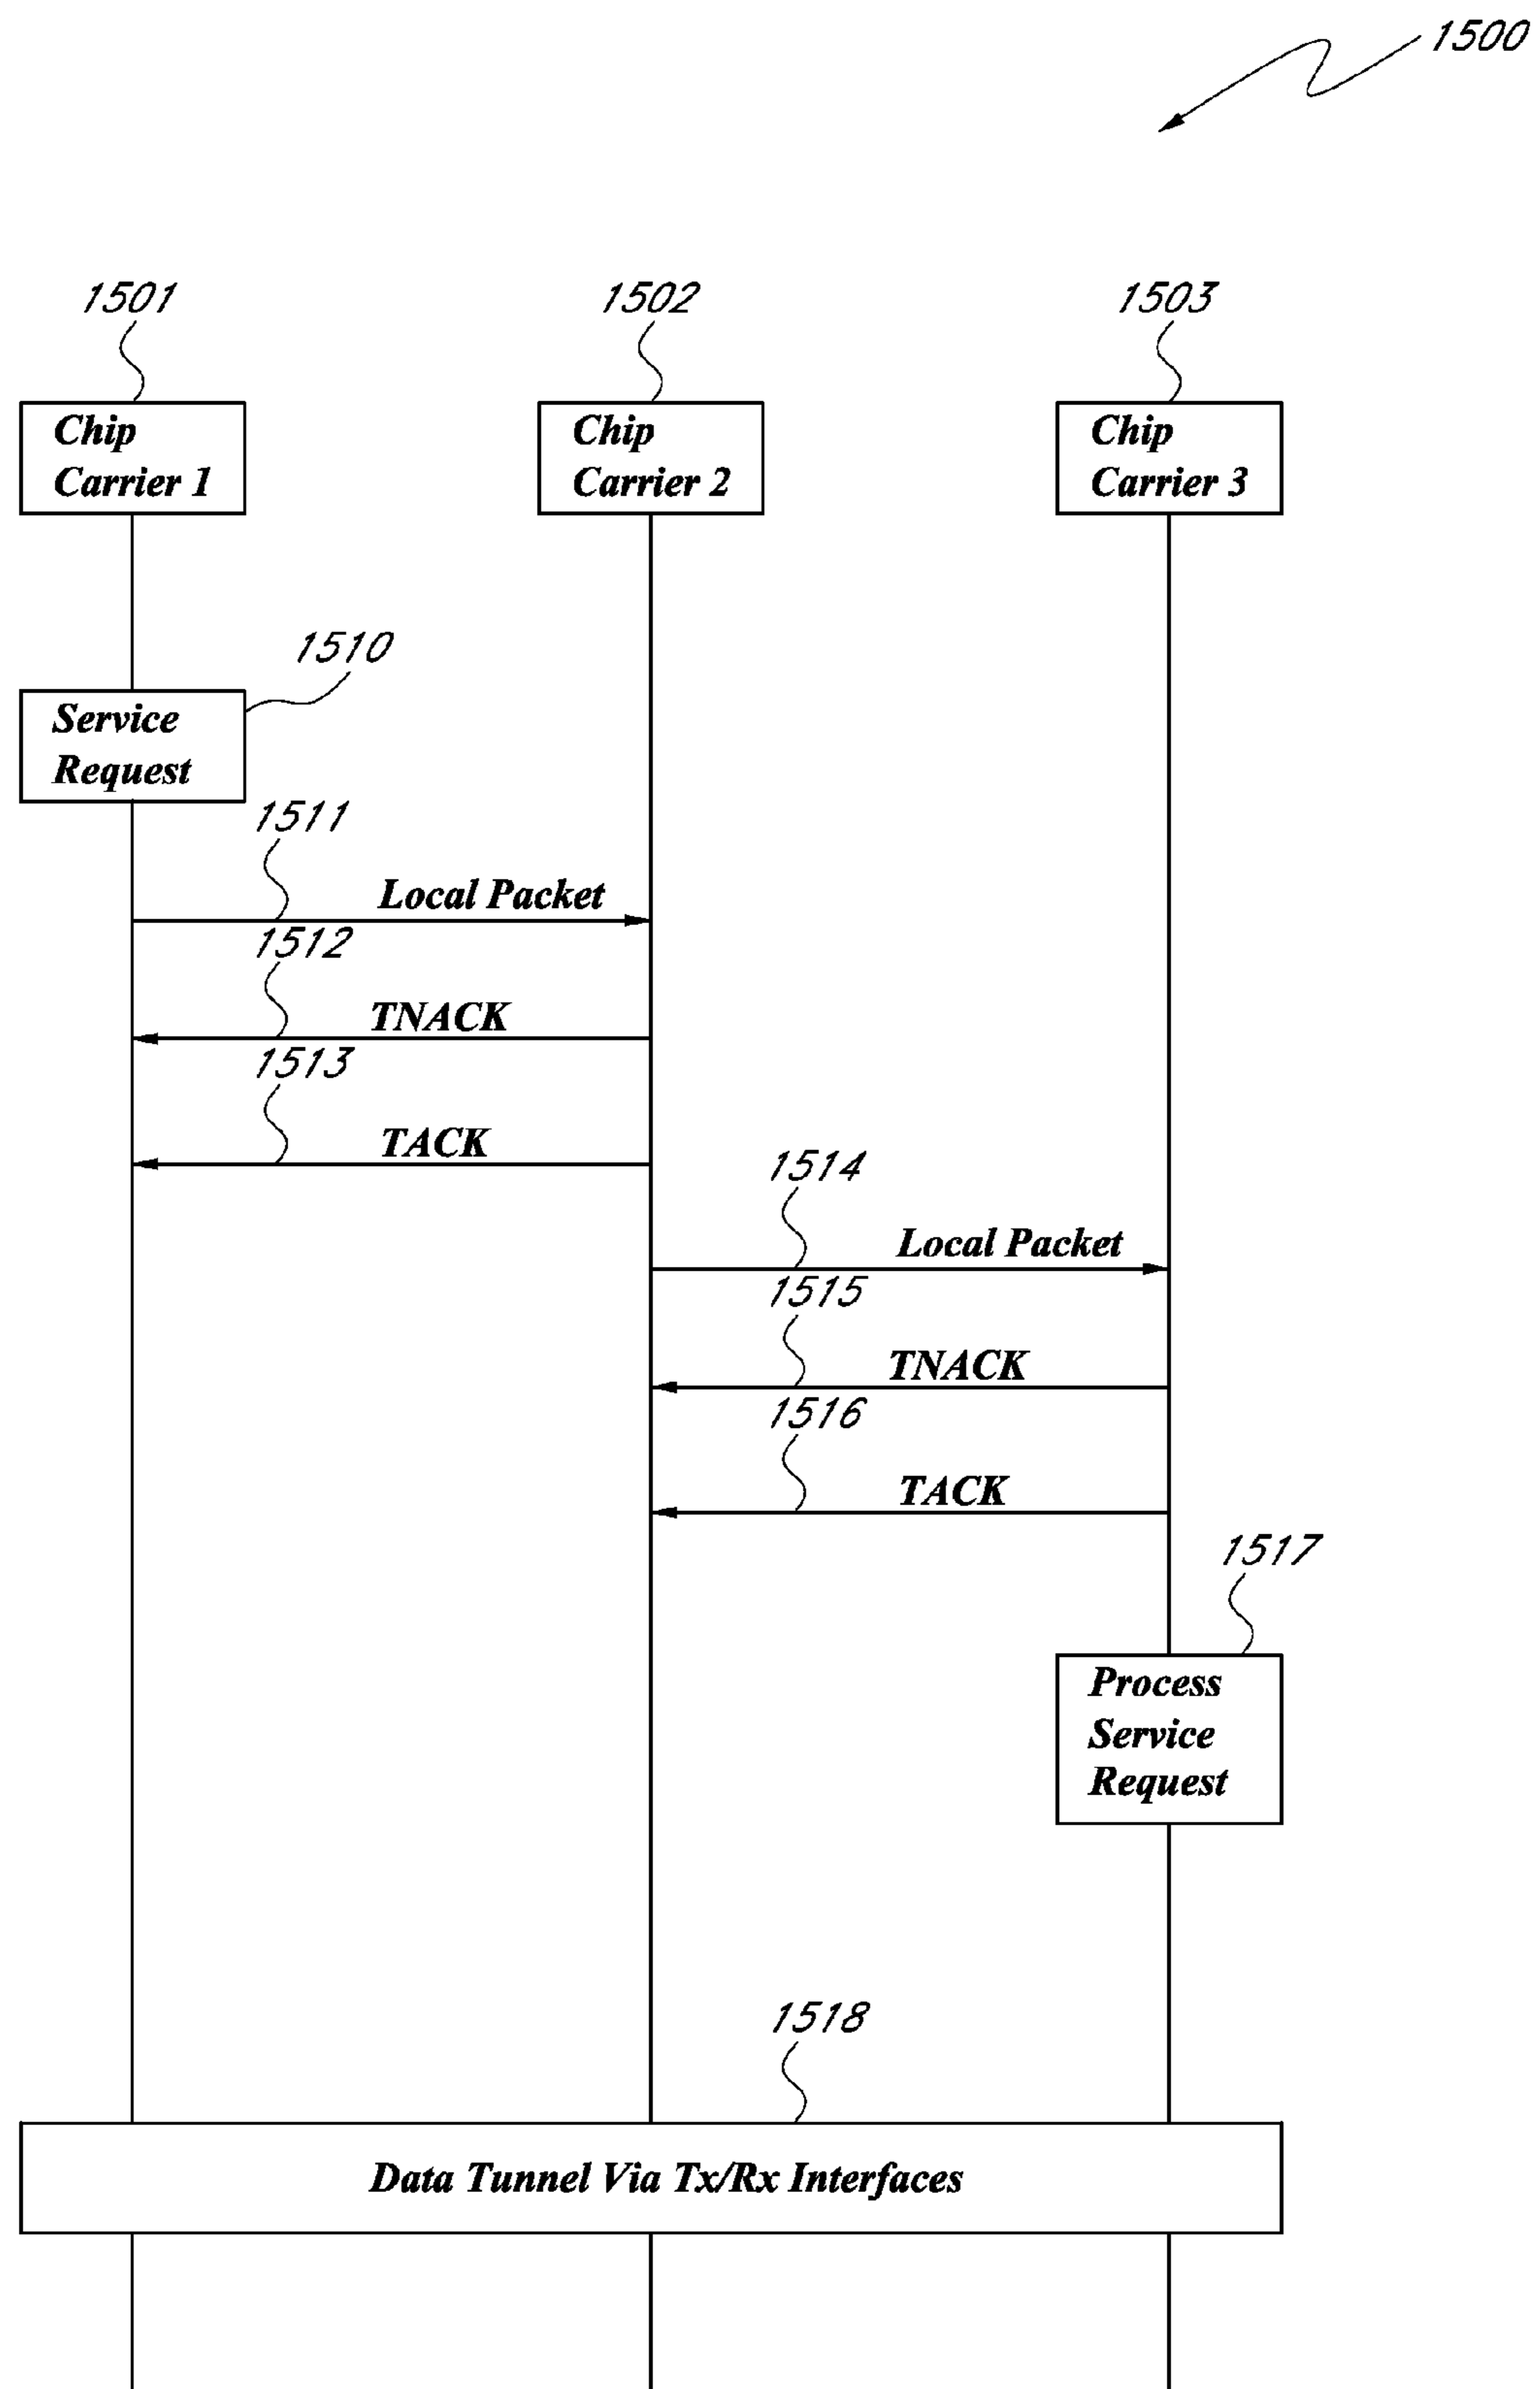 1500
1501
1502
1503
Chip
Carrier 1
Chip
Carrier 2
Chip
Carrier 3
1510
Service
Request
1511
Local Packet
1512
TNACK
1513
TACK
1514
Local Packet
1515
TNACK
1516
TACK
1517
Process
Service
Request
1518
Data Tunnel Via Tx/Rx Interfaces